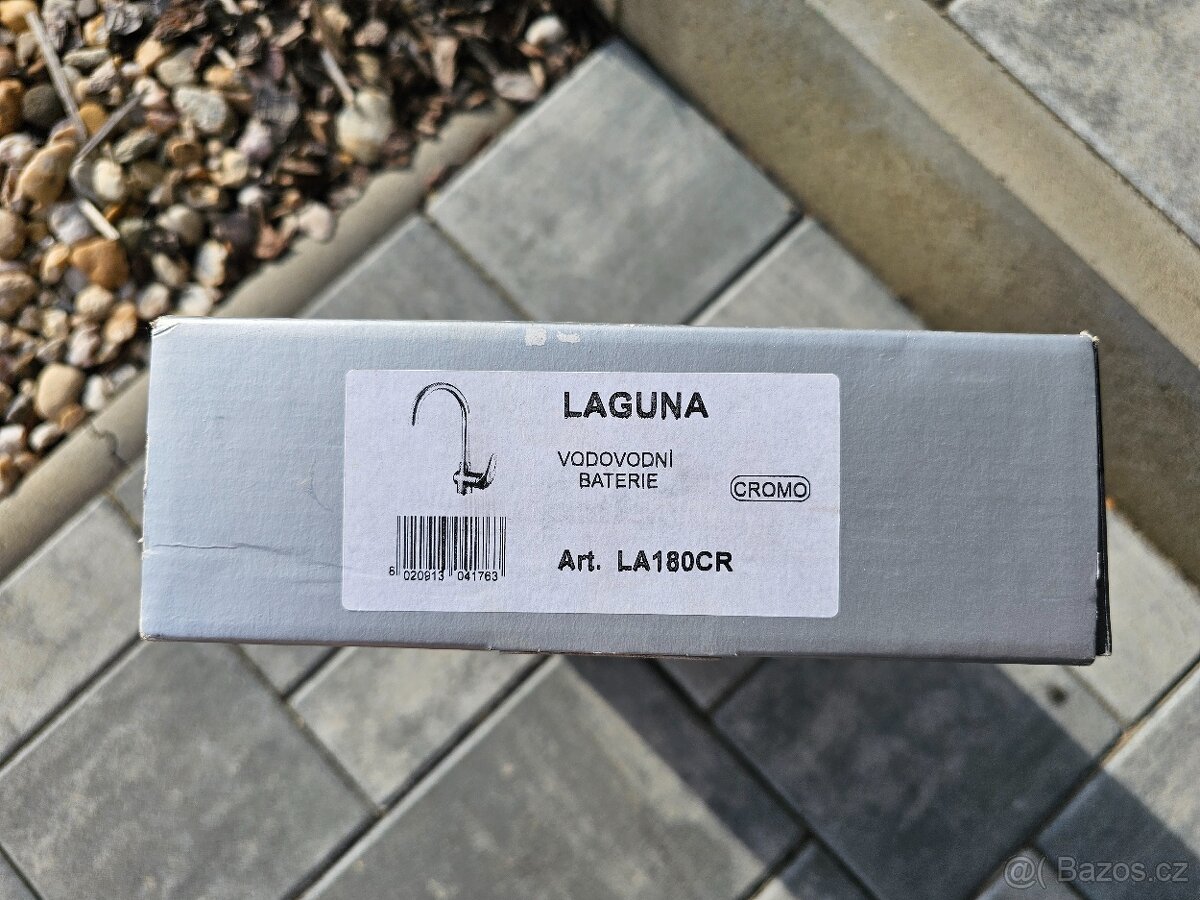 LAGUNA
VODOVODNÍ
BATERIE
CROMO
Art. LA180CR
8 020913 041763
@( Bazos.cz